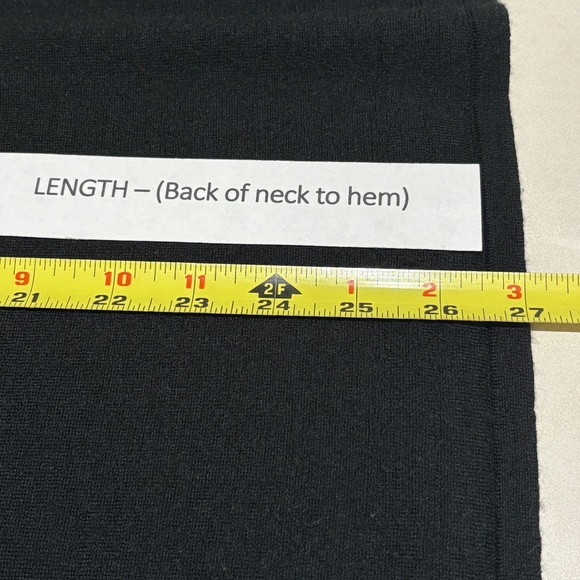 LENGTH – (Back of neck to hem)
9 10 11 2F 1 2 3
21 22 23 24 25 26 27